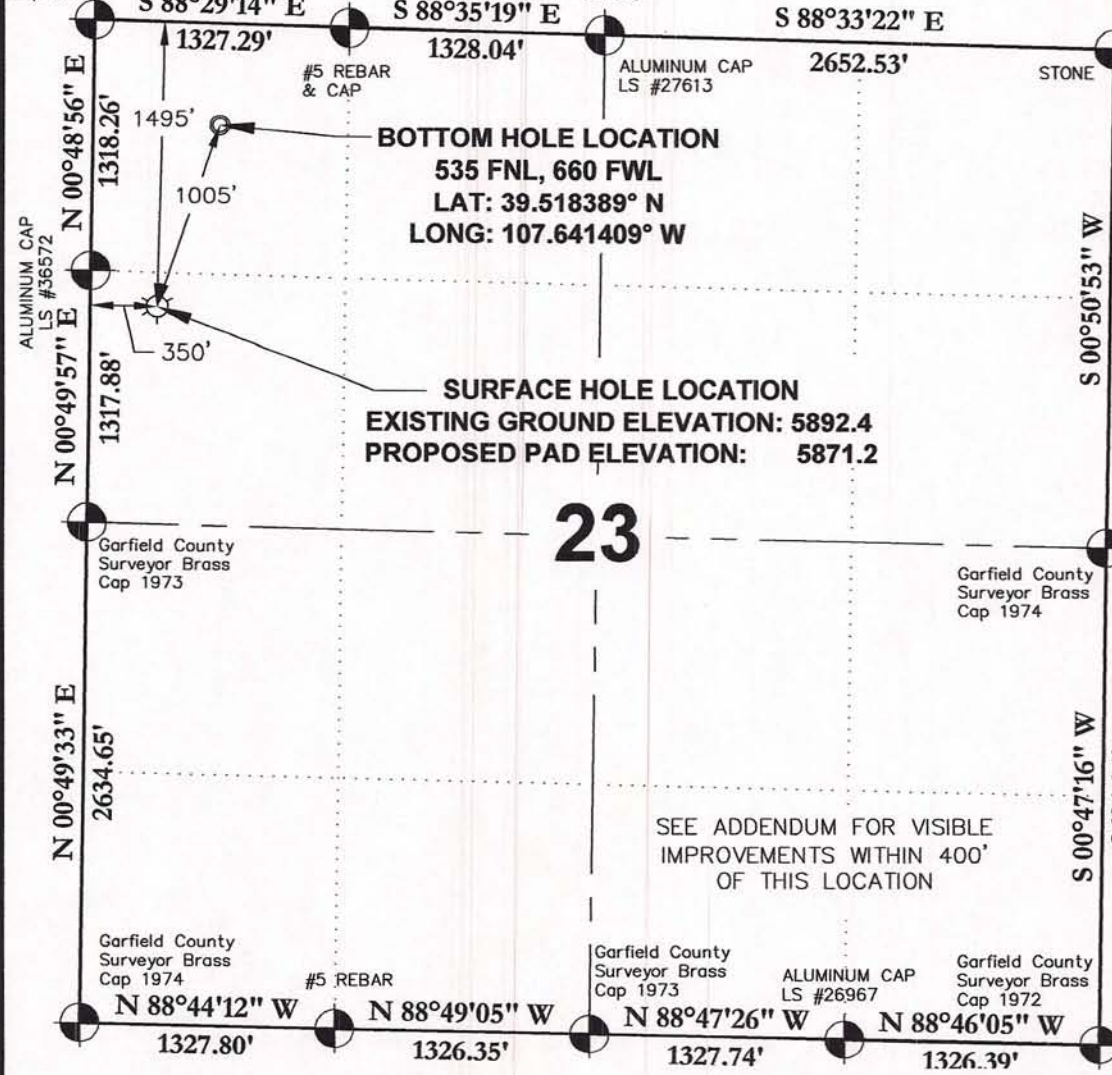 S 88°29'14" E
S 88°35'19" E
S 88°33'22" E
1327.29'
1328.04'
2652.53'
#5 REBAR
& CAP
ALUMINUM CAP
LS #27613
STONE
N 00°48'56" E
1318.26'
1495'
1005'
BOTTOM HOLE LOCATION
535 FNL, 660 FWL
LAT: 39.518389° N
LONG: 107.641409° W
ALUMINUM CAP
LS #36572
S 00°50'53" W
350'
N 00°49'57" E
1317.88'
SURFACE HOLE LOCATION
EXISTING GROUND ELEVATION: 5892.4
PROPOSED PAD ELEVATION: 5871.2
23
Garfield County
Surveyor Brass
Cap 1973
Garfield County
Surveyor Brass
Cap 1974
N 00°49'33" E
2634.65'
S 00°47'16" W
SEE ADDENDUM FOR VISIBLE
IMPROVEMENTS WITHIN 400'
OF THIS LOCATION
Garfield County
Surveyor Brass
Cap 1974
#5 REBAR
Garfield County
Surveyor Brass
Cap 1973
ALUMINUM CAP
LS #26967
Garfield County
Surveyor Brass
Cap 1972
N 88°44'12" W
N 88°49'05" W
N 88°47'26" W
N 88°46'05" W
1327.80'
1326.35'
1327.74'
1326.39'